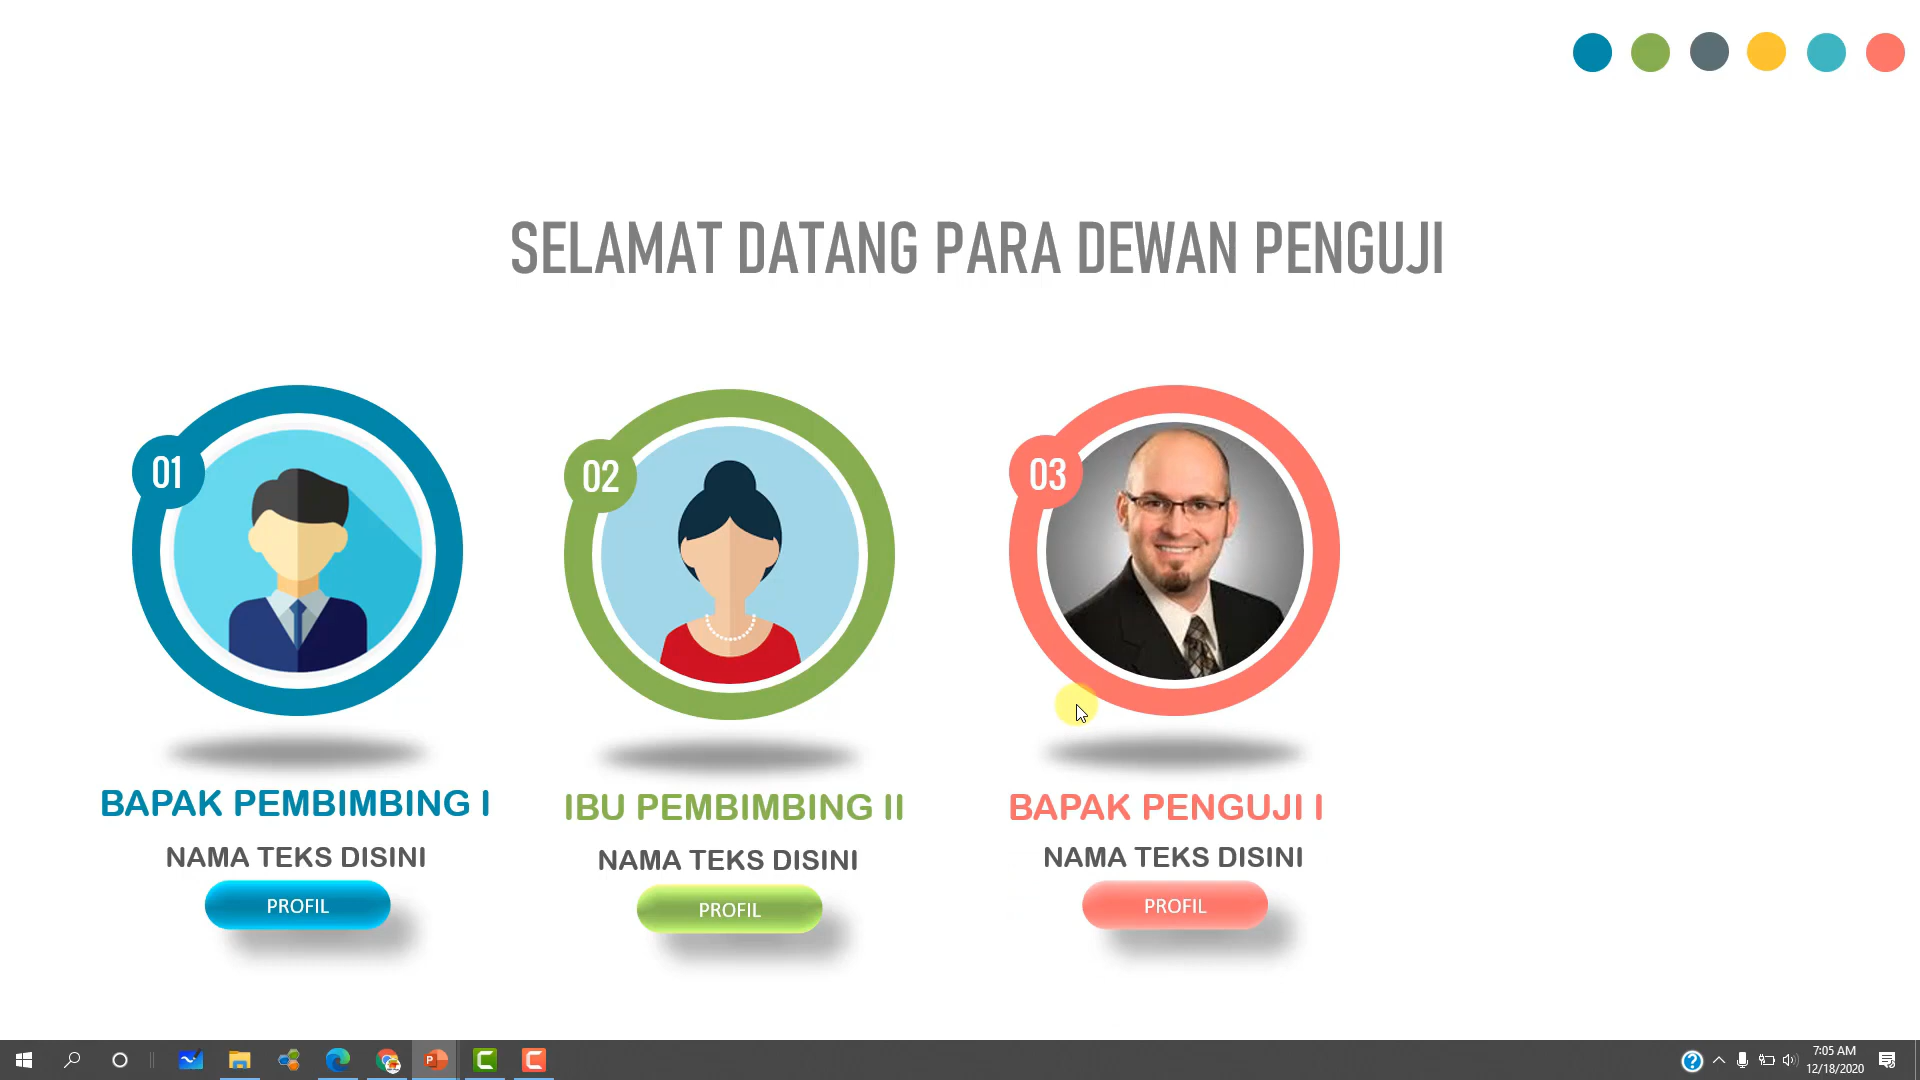 SELAMAT DATANG PARA DEWAN PENGUJI
01
02
03
BAPAK PEMBIMBING I
IBU PEMBIMBING II
BAPAK PENGUJI I
NAMA TEKS DISINI
NAMA TEKS DISINI
NAMA TEKS DISINI
PROFIL
PROFIL
PROFIL
7:05 AM
12/18/2020